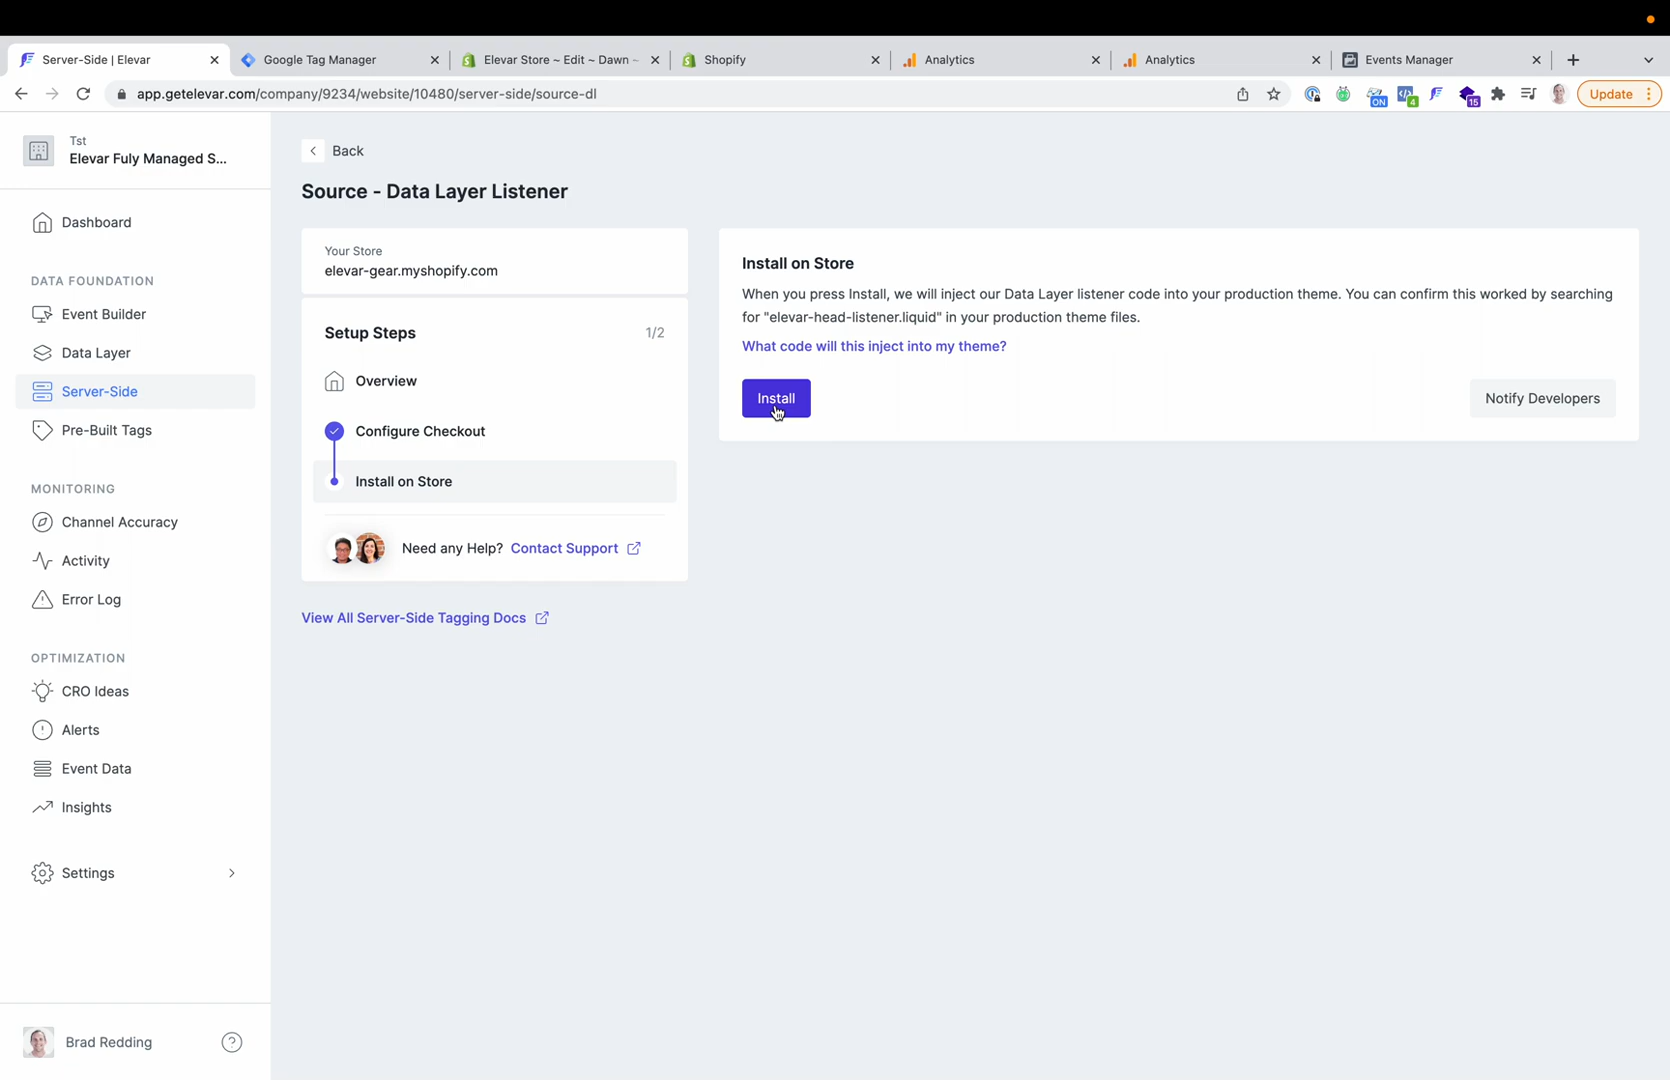 Server-Side | Elevar
Google Tag Manager
Elevar Store ~ Edit ~ Dawn ~
Shopify
Analytics
Analytics
Events Manager
app.getelevar.com/company/9234/website/10480/server-side/source-dl
ON
4
15
Update
Tst
Elevar Fuly Managed S...
Dashboard
DATA FOUNDATION
Event Builder
Data Layer
Server-Side
Pre-Built Tags
MONITORING
Channel Accuracy
Activity
Error Log
OPTIMIZATION
CRO Ideas
Alerts
Event Data
Insights
Settings
Brad Redding
?
Back
Source - Data Layer Listener
Your Store
elevar-gear.myshopify.com
Setup Steps
1/2
Overview
Configure Checkout
Install on Store
Need any Help? Contact Support
View All Server-Side Tagging Docs
Install on Store
When you press Install, we will inject our Data Layer listener code into your production theme. You can confirm this worked by searching
for "elevar-head-listener.liquid" in your production theme files.
What code will this inject into my theme?
Install
Notify Developers